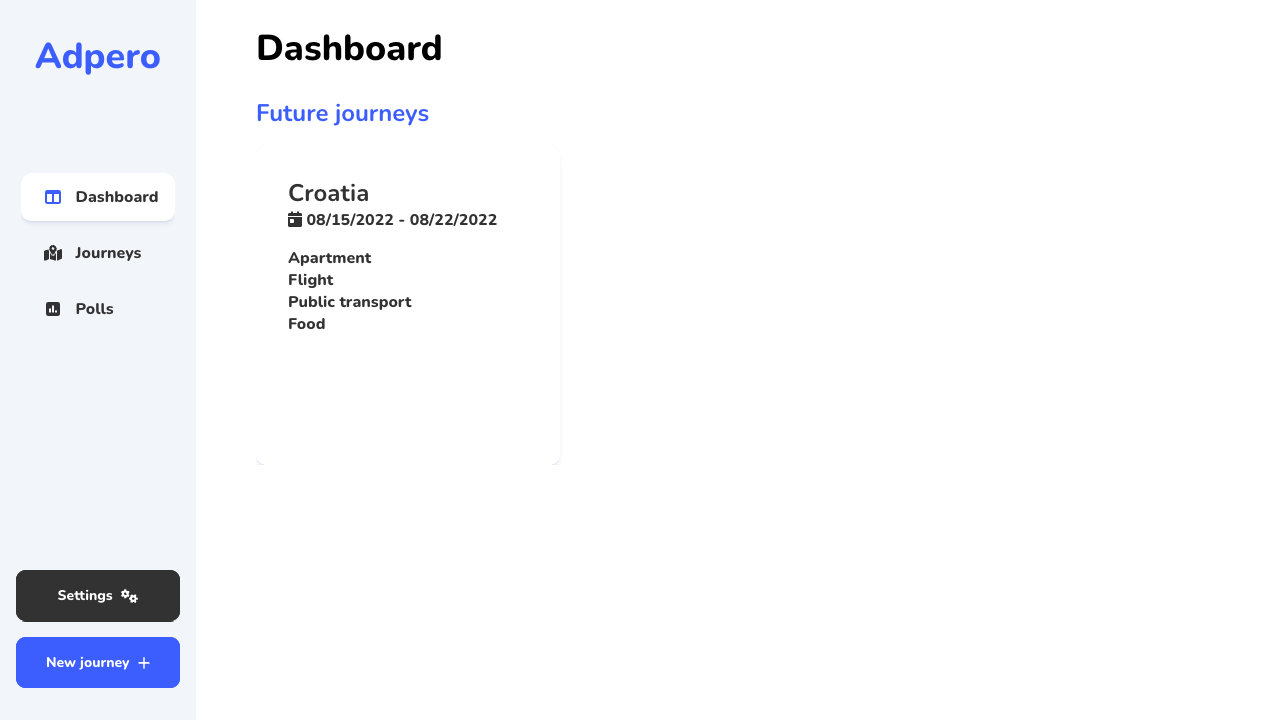 Adpero
Dashboard
Journeys
Polls
Settings
New journey
Dashboard
Future journeys
Croatia
08/15/2022 - 08/22/2022
Apartment
Flight
Public transport
Food